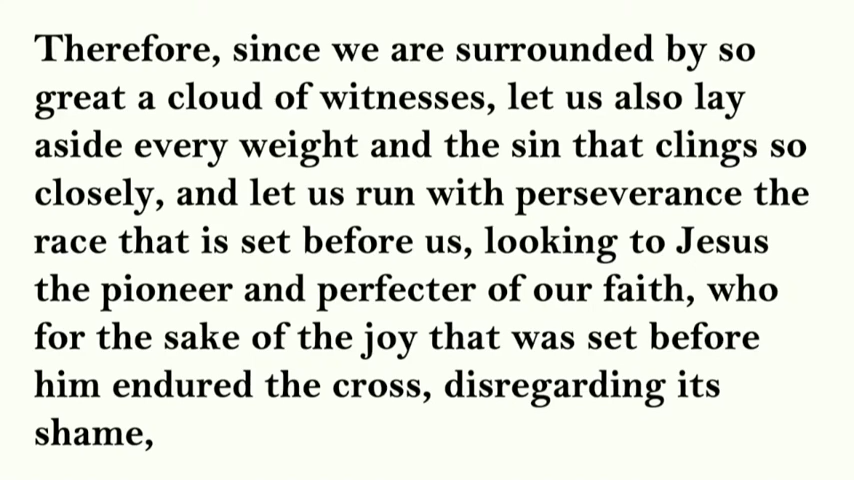 Therefore, since we are surrounded by so
great a cloud of witnesses, let us also lay
aside every weight and the sin that clings so
closely, and let us run with perseverance the
race that is set before us, looking to Jesus
the pioneer and perfecter of our faith, who
for the sake of the joy that was set before
him endured the cross, disregarding its
shame,